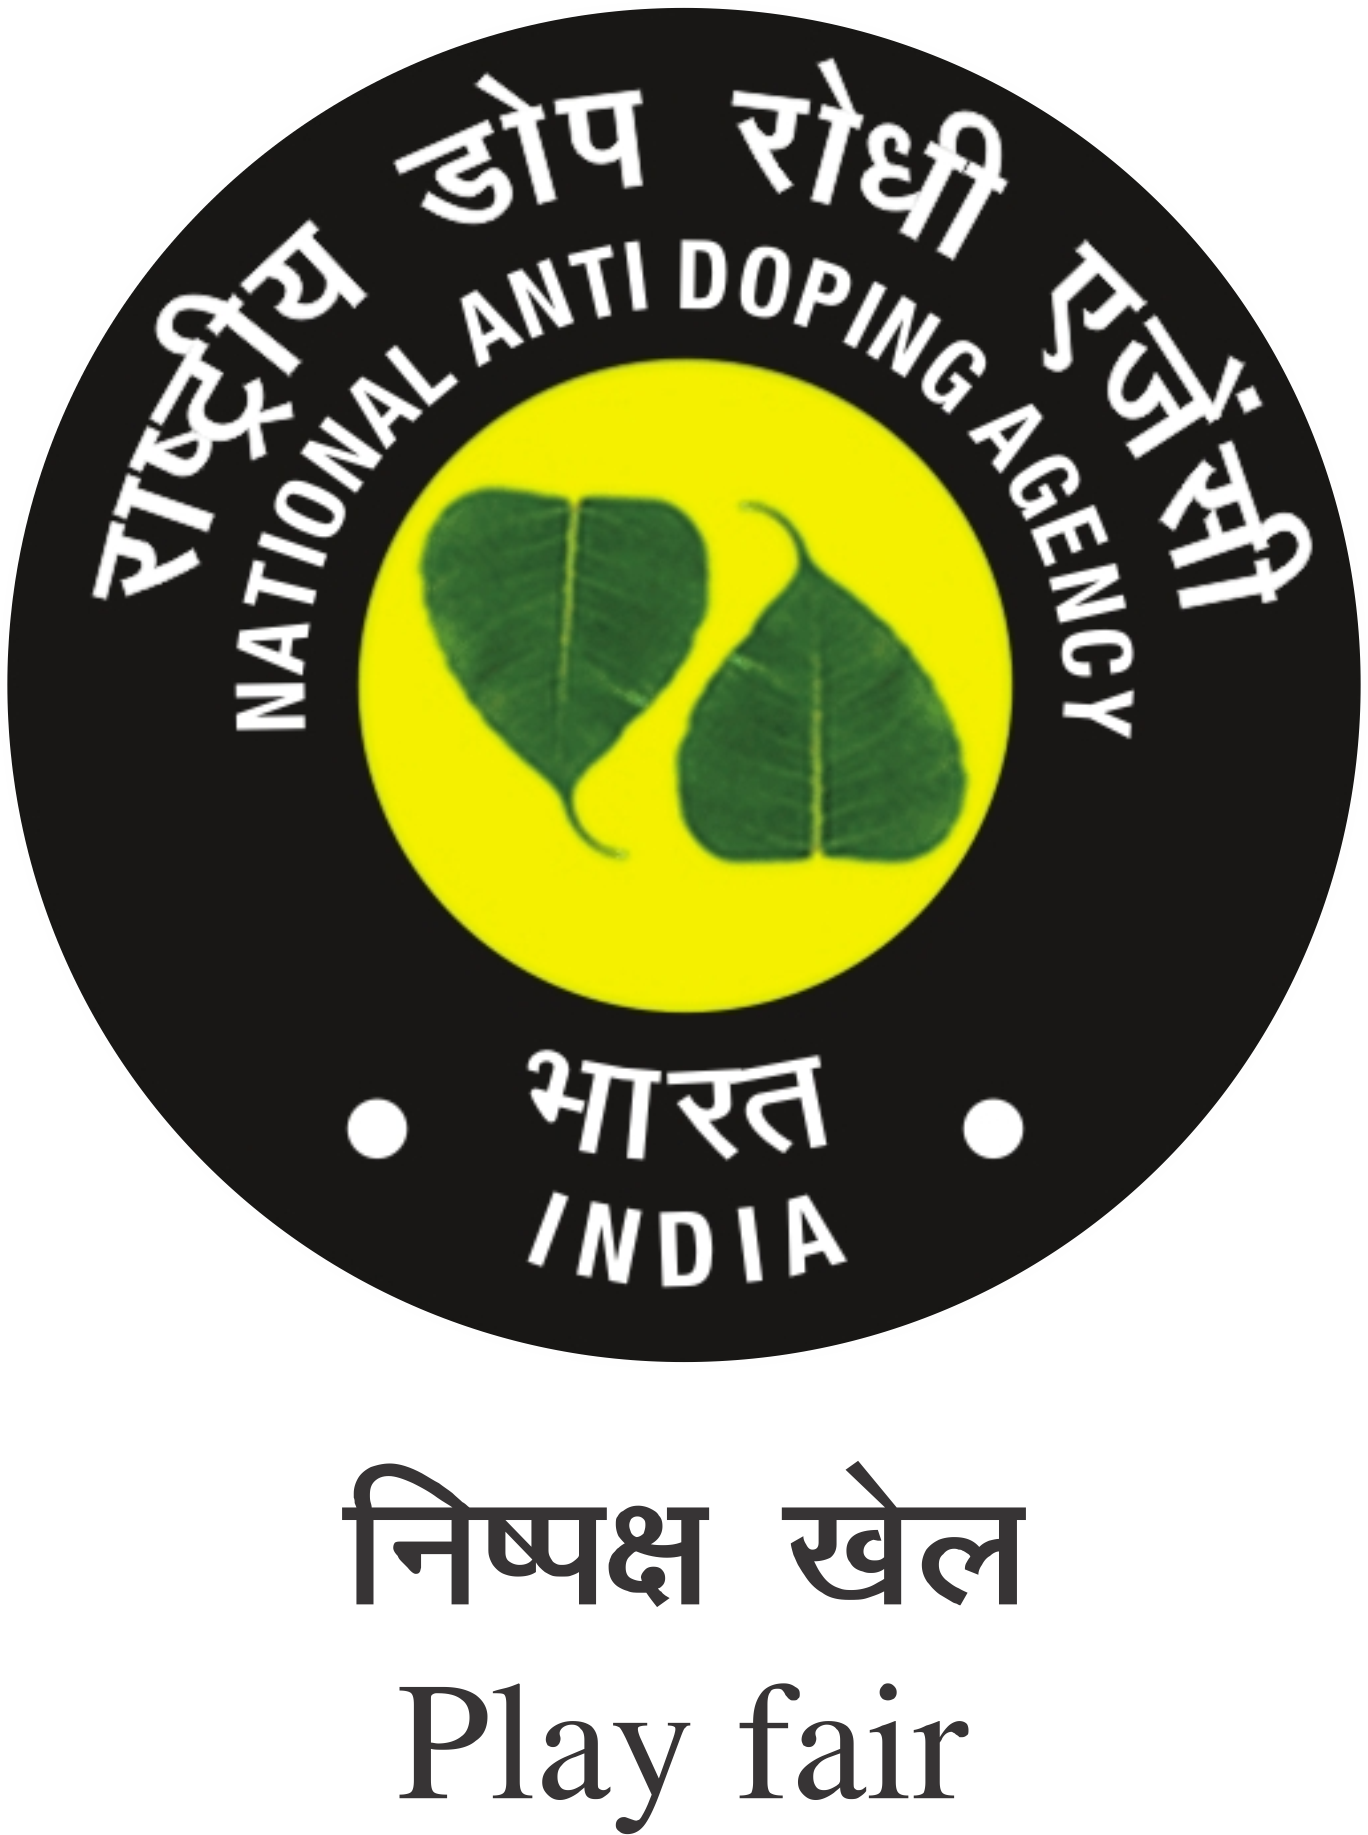 राष्ट्रीय डोप रोधी एजेंसी
NATIONAL ANTI DOPING AGENCY
भारत
INDIA
निष्पक्ष खेल
Play fair